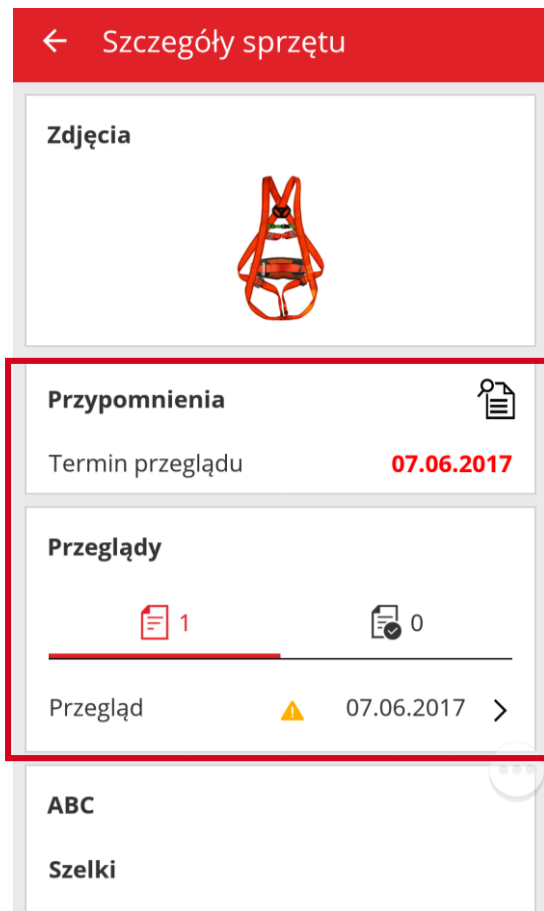 Szczegóły sprzętu
Zdjęcia
Przypomnienia
Termin przeglądu 07.06.2017
Przeglądy
1 0
Przegląd 07.06.2017
ABC
Szelki